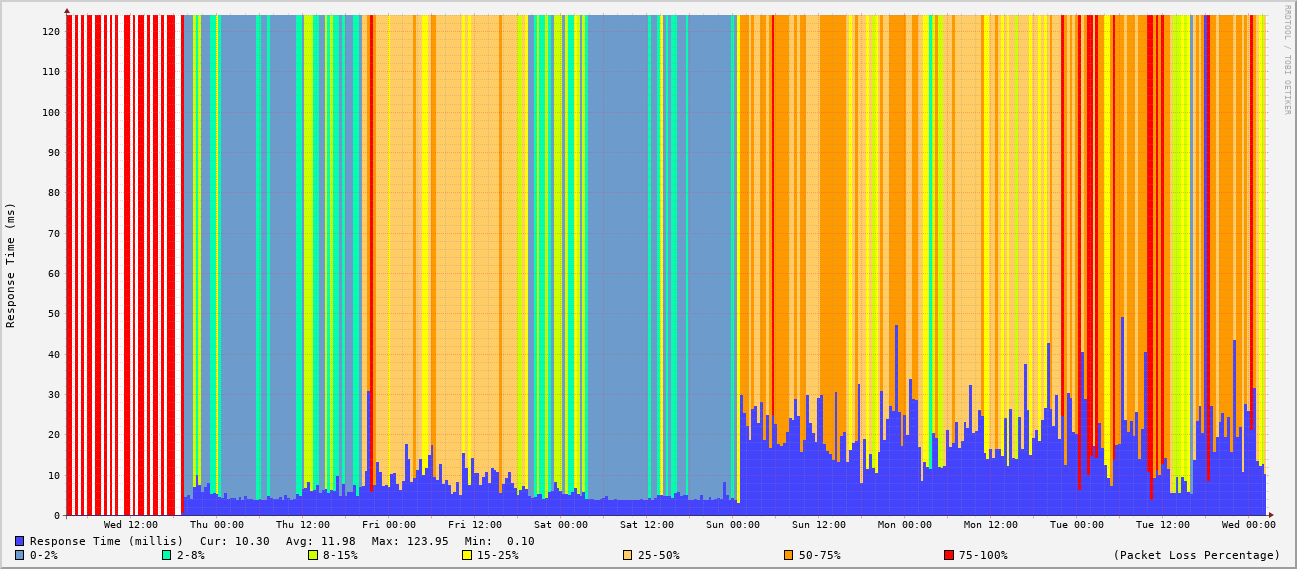 RRDTOOL / TOBI OETIKER
Response Time (ms)
120
110
100
90
80
70
60
50
40
30
20
10
0
Wed 12:00 Thu 00:00 Thu 12:00 Fri 00:00 Fri 12:00 Sat 00:00 Sat 12:00 Sun 00:00 Sun 12:00 Mon 00:00 Mon 12:00 Tue 00:00 Tue 12:00 Wed 00:00
Response Time (millis) Cur: 10.30 Avg: 11.98 Max: 123.95 Min: 0.10
0-2% 2-8% 8-15% 15-25% 25-50% 50-75% 75-100% (Packet Loss Percentage)